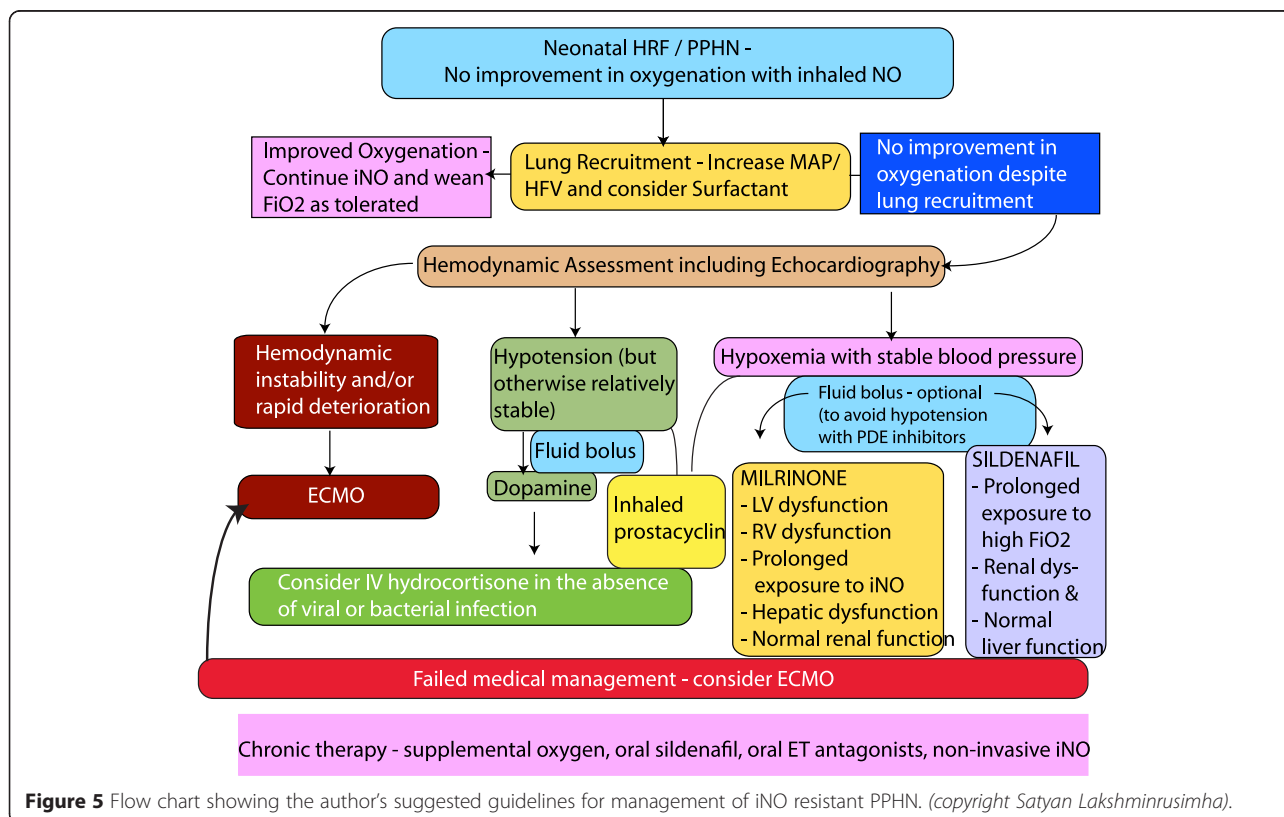 Neonatal HRF / PPHN -
No improvement in oxygenation with inhaled NO
Improved Oxygenation -
Continue iNO and wean
FiO2 as tolerated
Lung Recruitment - Increase MAP/
HFV and consider Surfactant
No improvement in
oxygenation despite
lung recruitment
Hemodynamic Assessment including Echocardiography
Hemodynamic
instability and/or
rapid deterioration
ECMO
Hypotension (but
otherwise relatively
stable)
Fluid bolus
Dopamine
Consider IV hydrocortisone in the absence
of viral or bacterial infection
Inhaled
prostacyclin
Hypoxemia with stable blood pressure
Fluid bolus - optional
(to avoid hypotension
with PDE inhibitors
MILRINONE
- LV dysfunction
- RV dysfunction
- Prolonged
exposure to iNO
- Hepatic dysfunction
- Normal renal function
SILDENAFIL
- Prolonged
exposure to
high FiO2
- Renal dys-
function &
- Normal
liver function
Failed medical management - consider ECMO
Chronic therapy - supplemental oxygen, oral sildenafil, oral ET antagonists, non-invasive iNO
Figure 5 Flow chart showing the author's suggested guidelines for management of iNO resistant PPHN. (copyright Satyan Lakshminrusimha).